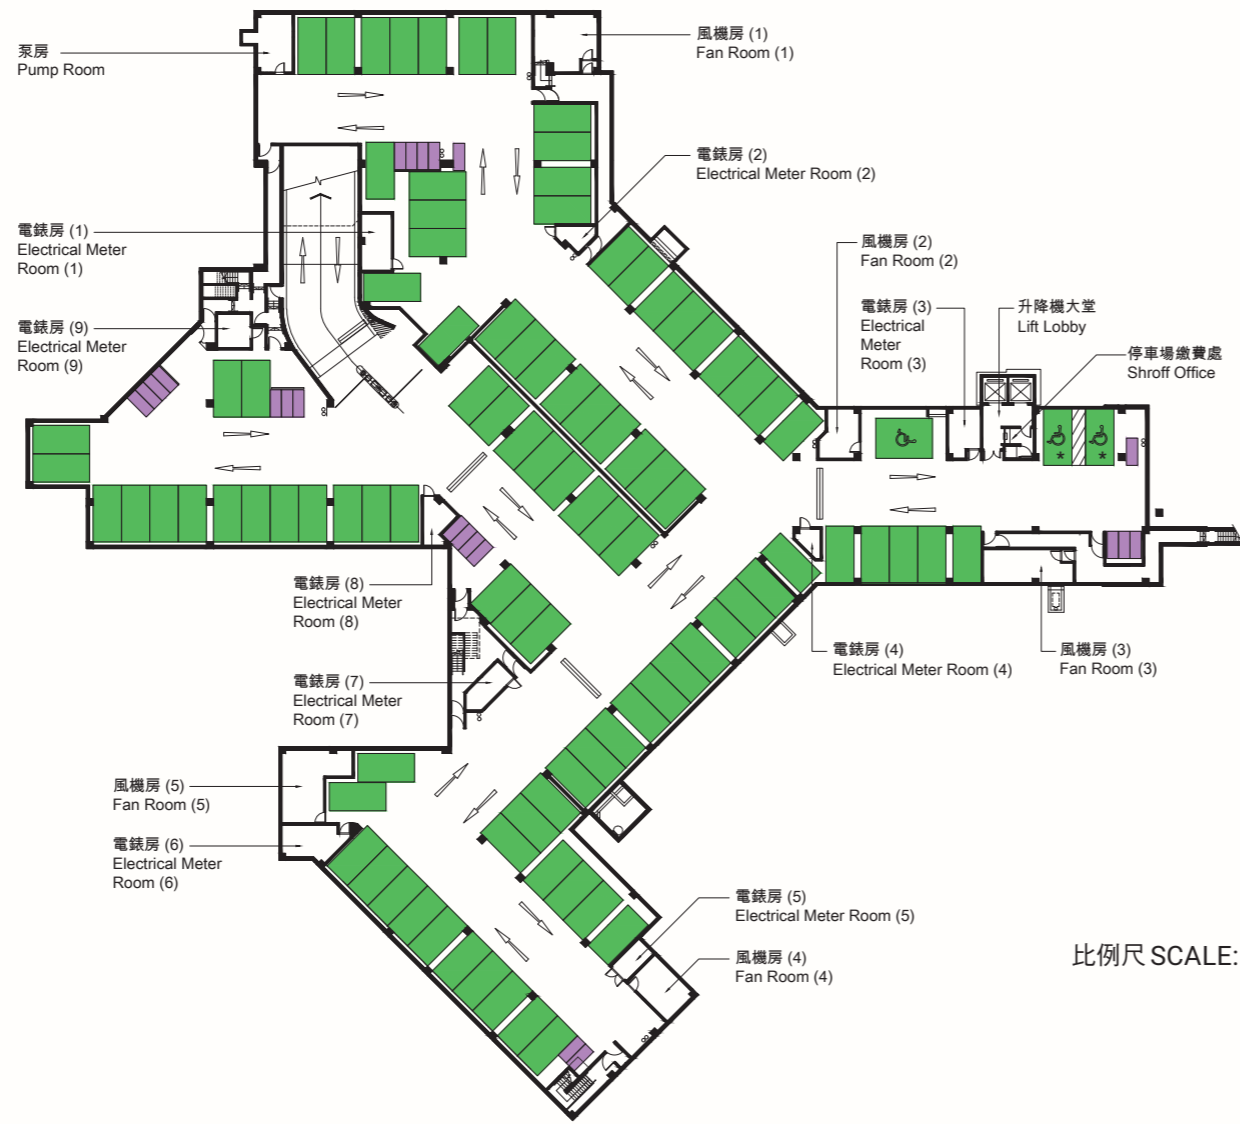 泵房
Pump Room
風機房 (1)
Fan Room (1)
電錶房 (2)
Electrical Meter Room (2)
電錶房 (1)
Electrical Meter
Room (1)
風機房 (2)
Fan Room (2)
電錶房 (3)
Electrical
Meter
Room (3)
升降機大堂
Lift Lobby
停車場繳費處
Shroff Office
電錶房 (9)
Electrical Meter
Room (9)
* *
電錶房 (8)
Electrical Meter
Room (8)
電錶房 (7)
Electrical Meter
Room (7)
電錶房 (4)
Electrical Meter Room (4)
風機房 (3)
Fan Room (3)
風機房 (5)
Fan Room (5)
電錶房 (6)
Electrical Meter
Room (6)
電錶房 (5)
Electrical Meter Room (5)
風機房 (4)
Fan Room (4)
比例尺 SCALE: